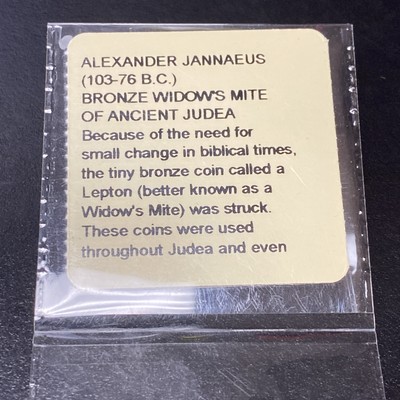 ALEXANDER JANNAEUS
(103-76 B.C.)
BRONZE WIDOW'S MITE
OF ANCIENT JUDEA
Because of the need for
small change in biblical times,
the tiny bronze coin called a
Lepton (better known as a
Widow's Mite) was struck.
These coins were used
throughout Judea and even